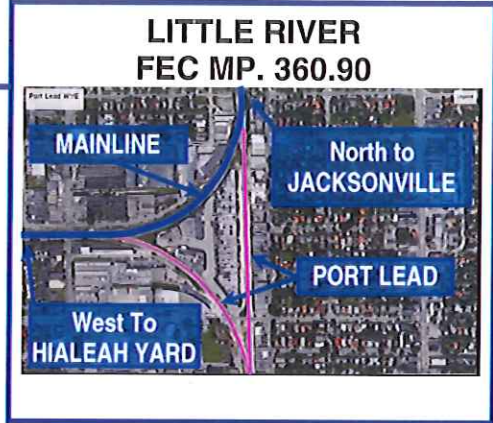 LITTLE RIVER
FEC MP. 360.90
Port Lead WYE
MAINLINE
North to
JACKSONVILLE
PORT LEAD
West To
HIALEAH YARD